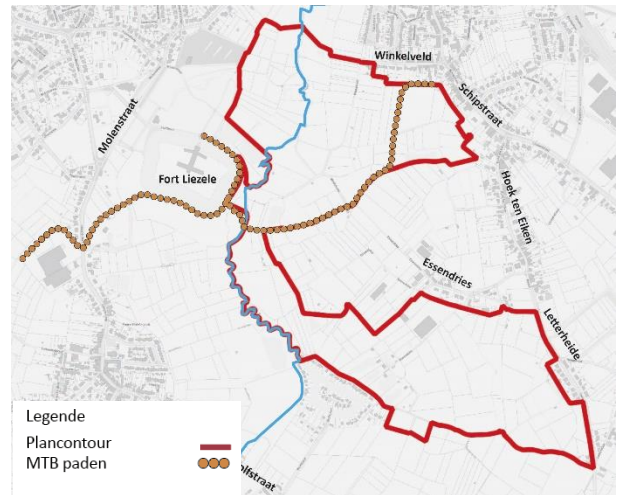 Winkelveld
Schipstraat
Molenstraat
Fort Liezele
Hoek ten Eiken
Essendries
Letterheide
Legende
Plancontour
MTB paden